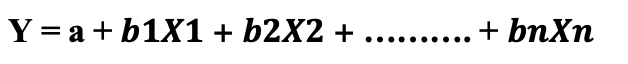 Y = a + b1X1 + b2X2 + .......... + bnXn